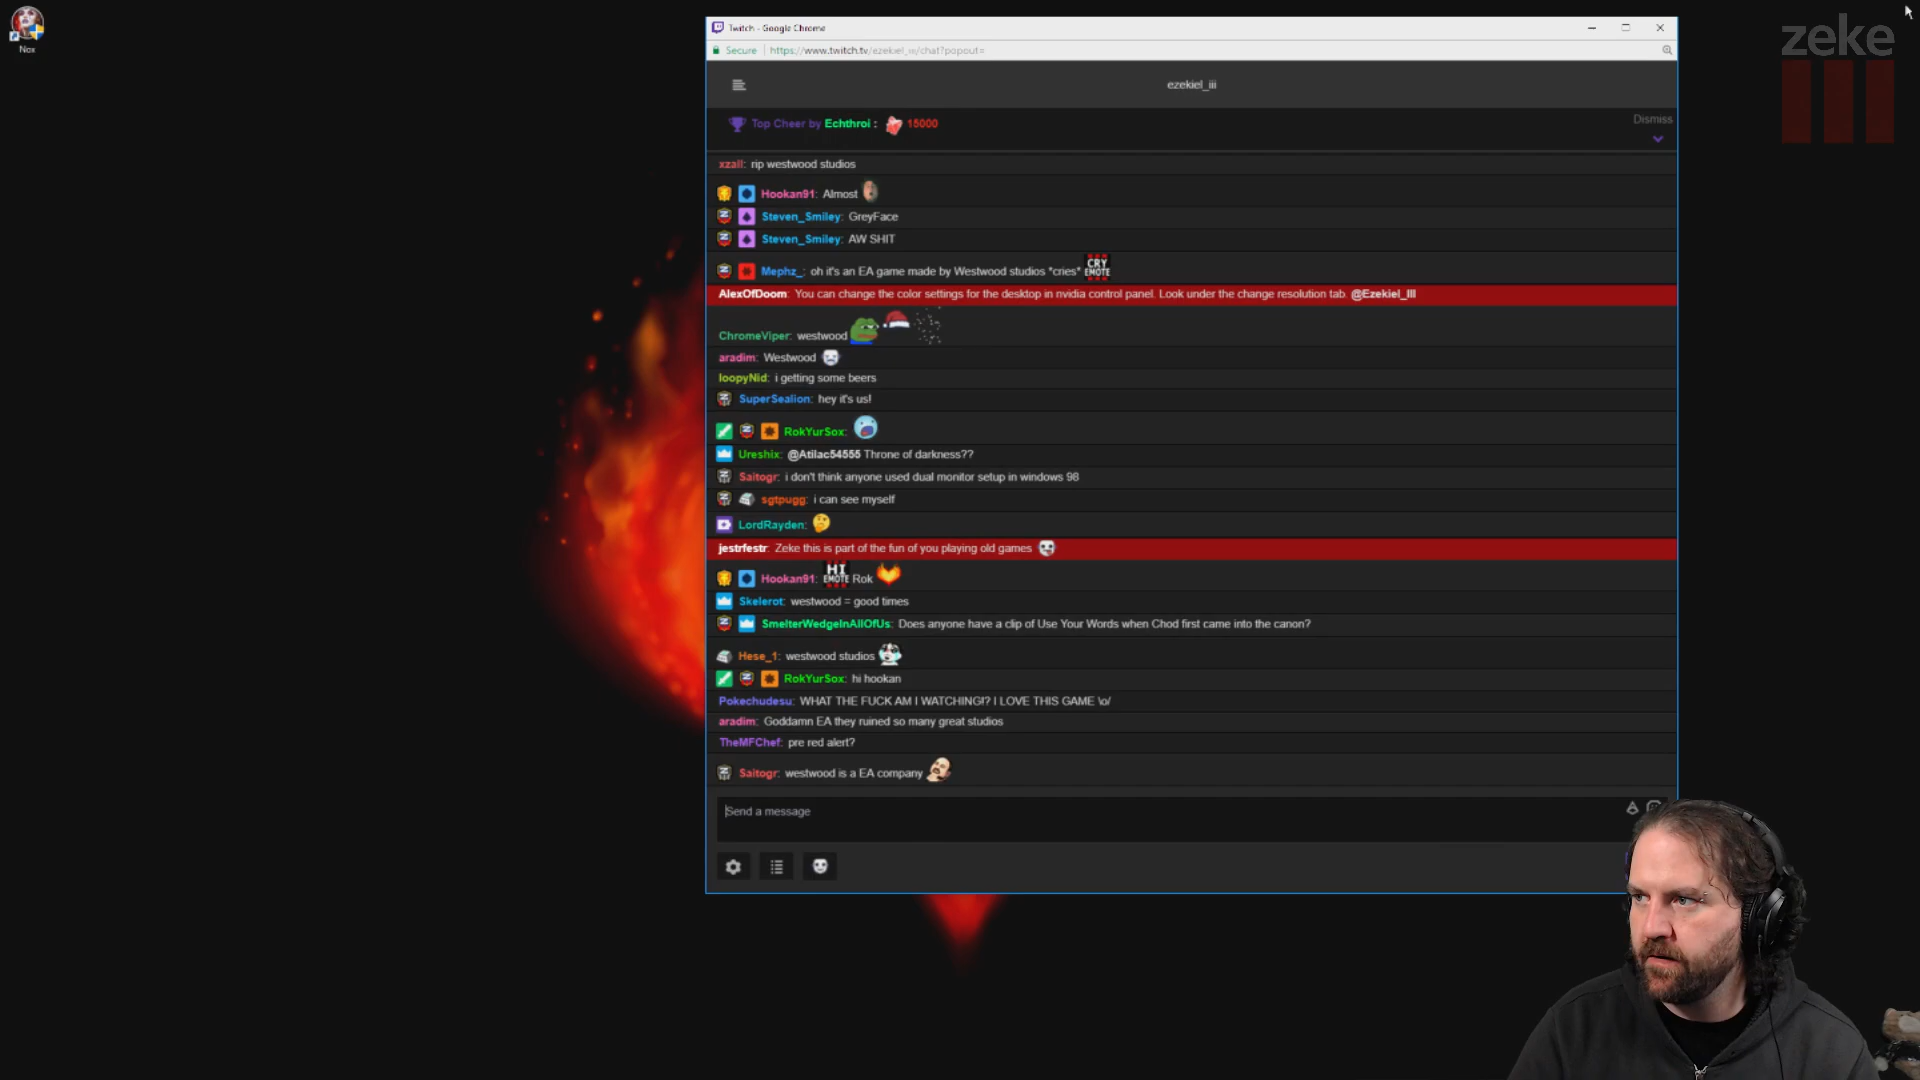 Nox
Twitch - Google Chrome
Secure
https://www.twitch.tv/ezekiel_iii/chat?popout=
zeke
III
ezekiel_iii
Top Cheer by Echthroi : 15000
Dismiss
xzall: rip westwood studios
Hookan91: Almost
Steven_Smiley: GreyFace
Steven_Smiley: AW SHIT
Mephz_: oh it's an EA game made by Westwood studios *cries* CRY EMOTE
AlexOfDoom: You can change the color settings for the desktop in nvidia control panel. Look under the change resolution tab. @Ezekiel_III
ChromeViper: westwood
aradim: Westwood
loopyNid: i getting some beers
SuperSealion: hey it's us!
RokYurSox:
Ureshix: @Atilac54555 Throne of darkness??
Saitogr: i don't think anyone used dual monitor setup in windows 98
sgtpugg: i can see myself
LordRayden:
jestrfestr: Zeke this is part of the fun of you playing old games
Hookan91: HI EMOTE Rok
Skelerot: westwood = good times
SmelterWedgeInAllOfUs: Does anyone have a clip of Use Your Words when Chod first came into the canon?
Hese_1: westwood studios
RokYurSox: hi hookan
Pokechudesu: WHAT THE FUCK AM I WATCHING!? I LOVE THIS GAME \o/
aradim: Goddamn EA they ruined so many great studios
TheMFChef: pre red alert?
Saitogr: westwood is a EA company
Send a message